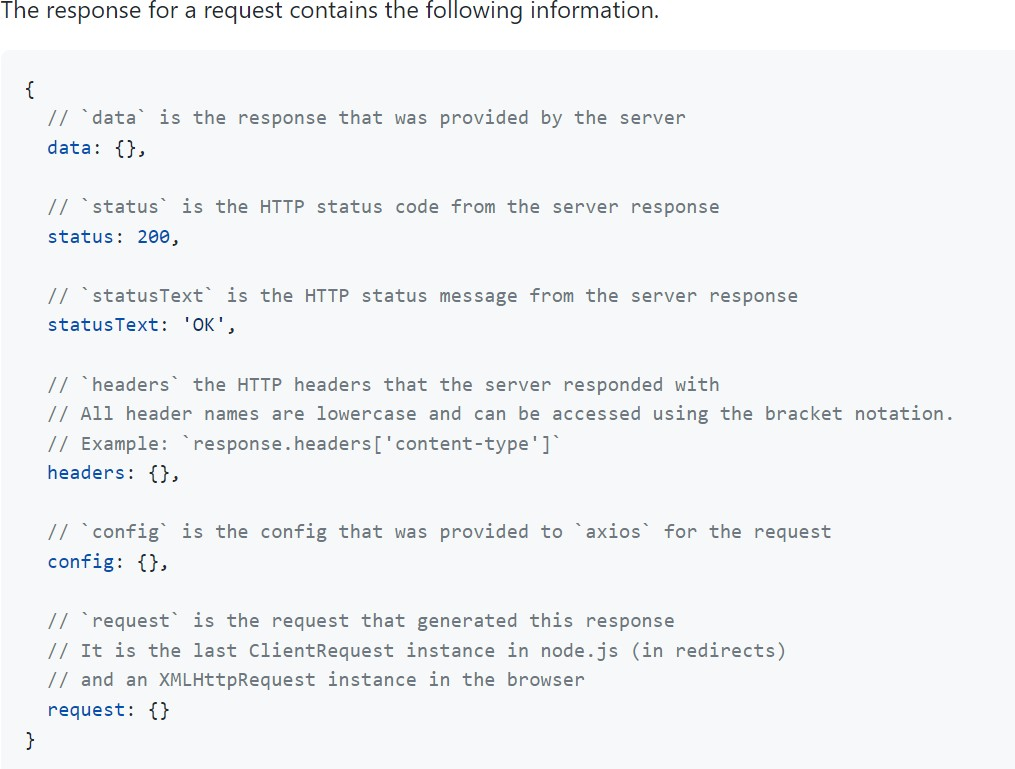 The response for a request contains the following information.
{
// `data` is the response that was provided by the server
data: {},
// `status` is the HTTP status code from the server response
status: 200,
// `statusText` is the HTTP status message from the server response
statusText: 'OK',
// `headers` the HTTP headers that the server responded with
// All header names are lowercase and can be accessed using the bracket notation.
// Example: `response.headers['content-type']`
headers: {},
// `config` is the config that was provided to `axios` for the request
config: {},
// `request` is the request that generated this response
// It is the last ClientRequest instance in node.js (in redirects)
// and an XMLHttpRequest instance in the browser
request: {}
}